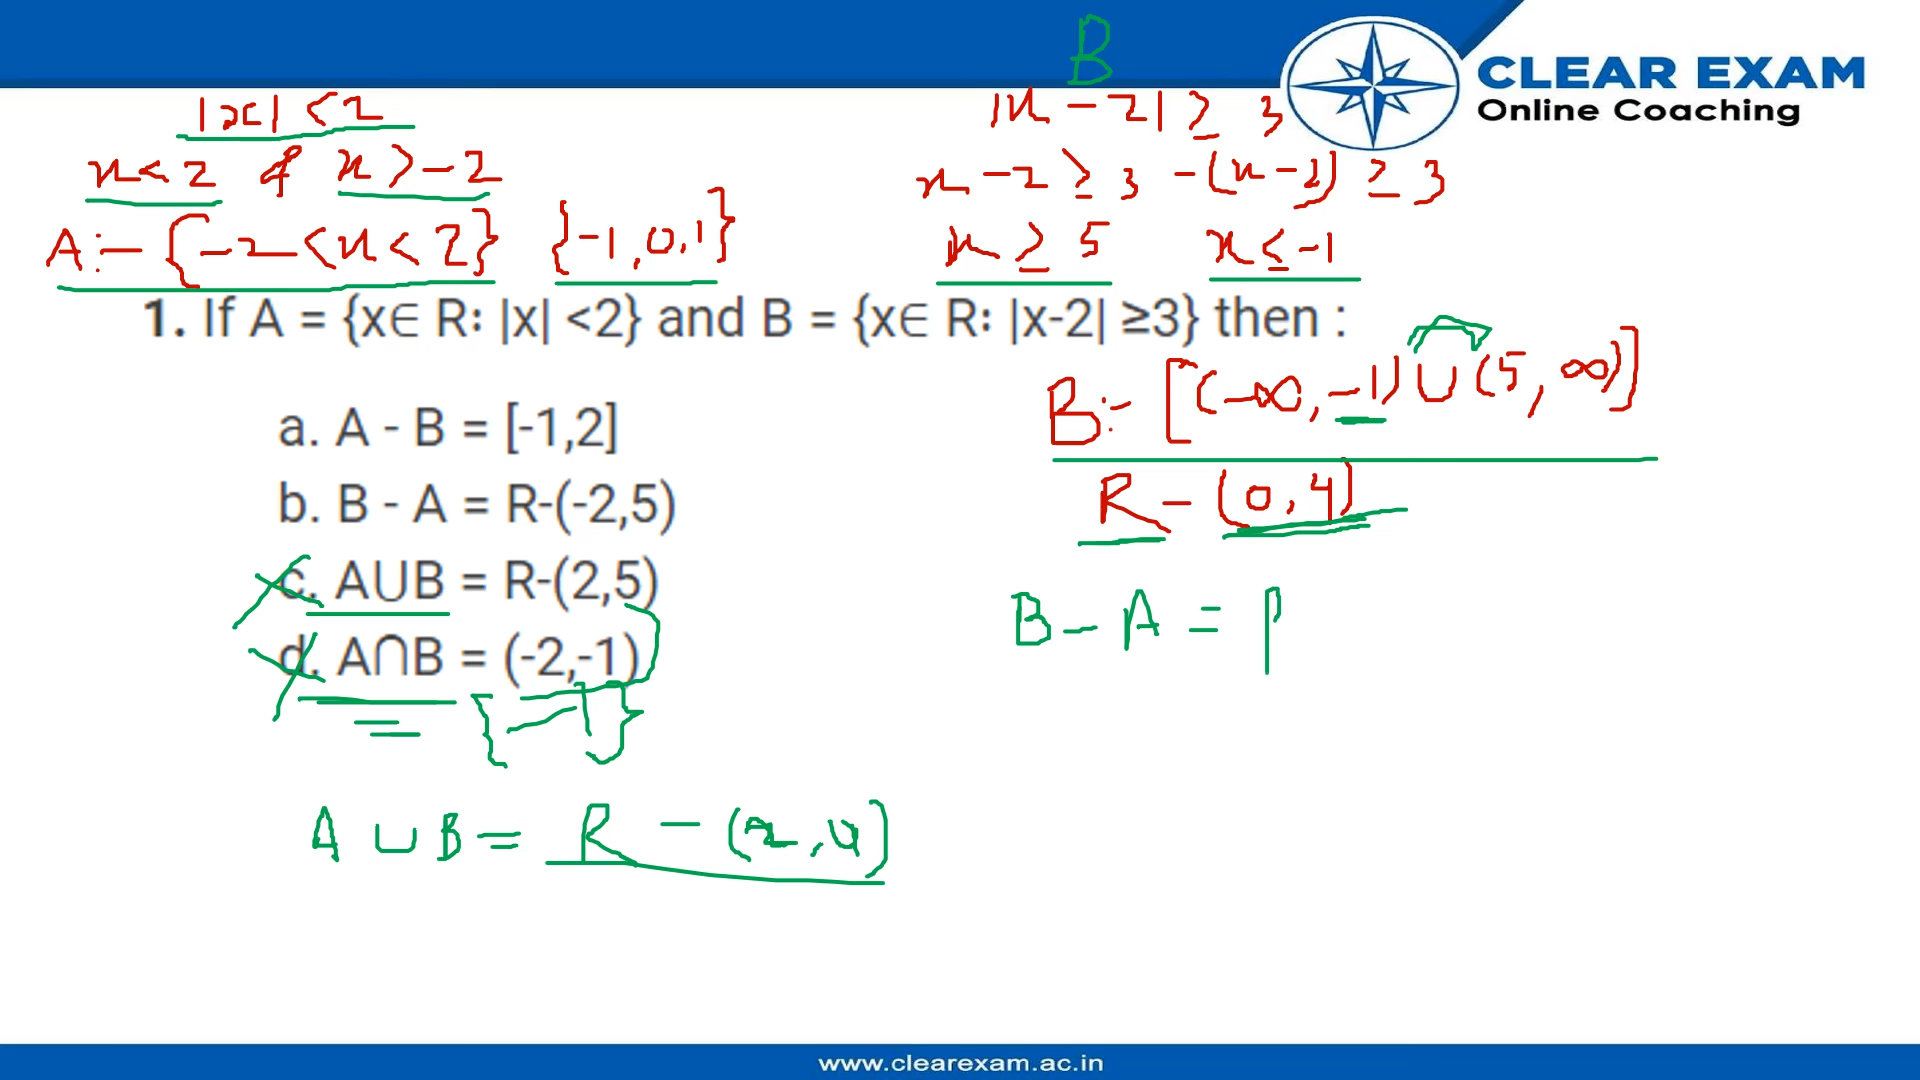 B
CLEAR EXAM
Online Coaching
|x| < 2
|x - 2| ≥ 3
x < 2 & x > -2
x - 2 ≥ 3 -(x - 2) ≥ 3
A:- {-2 < x < 2} {-1, 0, 1}
x ≥ 5 x ≤ -1
1. If A = {x∈ R: |x| <2} and B = {x∈ R: |x-2| ≥3} then :
B:- [(-∞, -1) ∪ (5, ∞)]
a. A - B = [-1,2]
R - (0, 4)
b. B - A = R-(-2,5)
c. A∪B = R-(2,5)
B - A =
d. A∩B = (-2,-1)
A ∪ B = R - (2, 4)
www.clearexam.ac.in